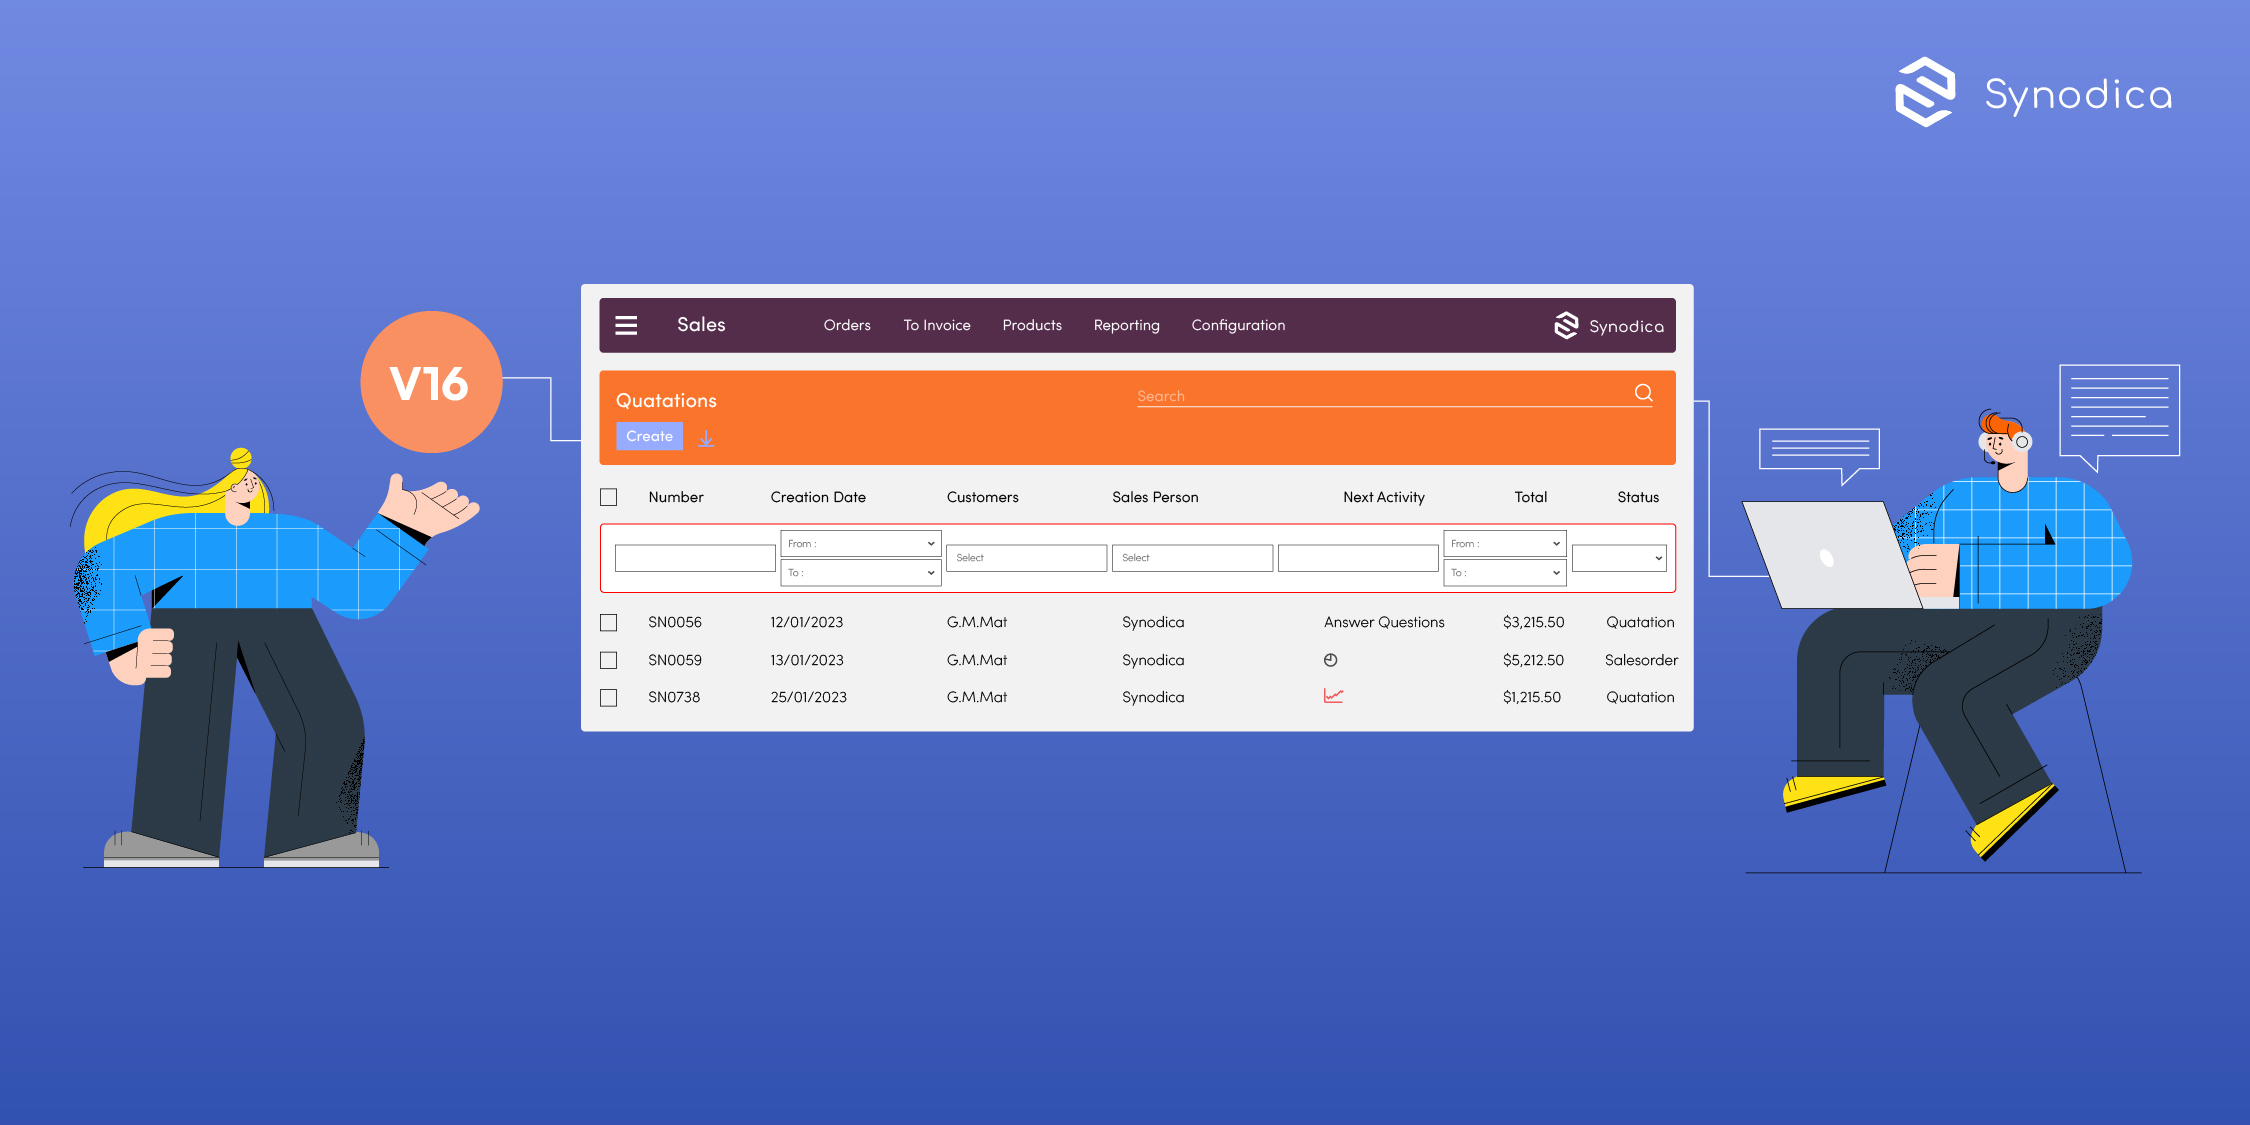 Synodica
V16
Sales Orders To Invoice Products Reporting Configuration Synodica
Quatations Search
Create
Number Creation Date Customers Sales Person Next Activity Total Status
From : From :
Select Select
To : To :
SN0056 12/01/2023 G.M.Mat Synodica Answer Questions $3,215.50 Quatation
SN0059 13/01/2023 G.M.Mat Synodica $5,212.50 Salesorder
SN0738 25/01/2023 G.M.Mat Synodica $1,215.50 Quatation